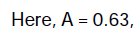 Here, A = 0.63,